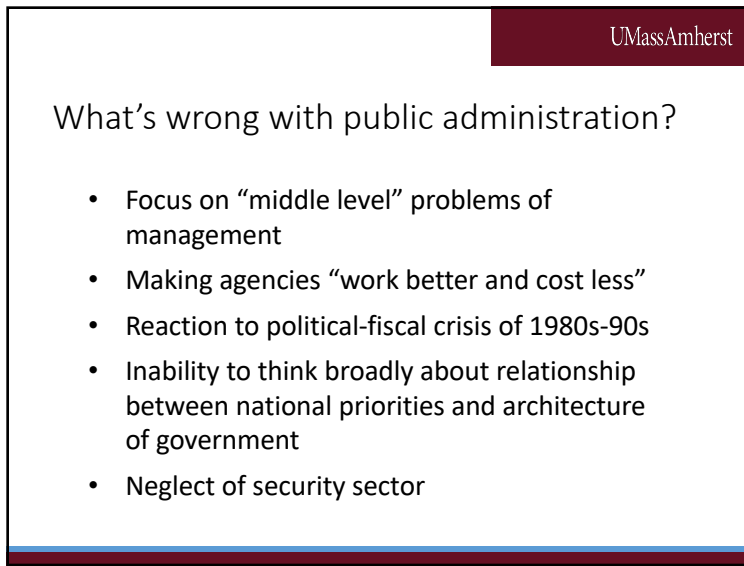 UMassAmherst
What’s wrong with public administration?
• Focus on “middle level” problems of
management
• Making agencies “work better and cost less”
• Reaction to political-fiscal crisis of 1980s-90s
• Inability to think broadly about relationship
between national priorities and architecture
of government
• Neglect of security sector